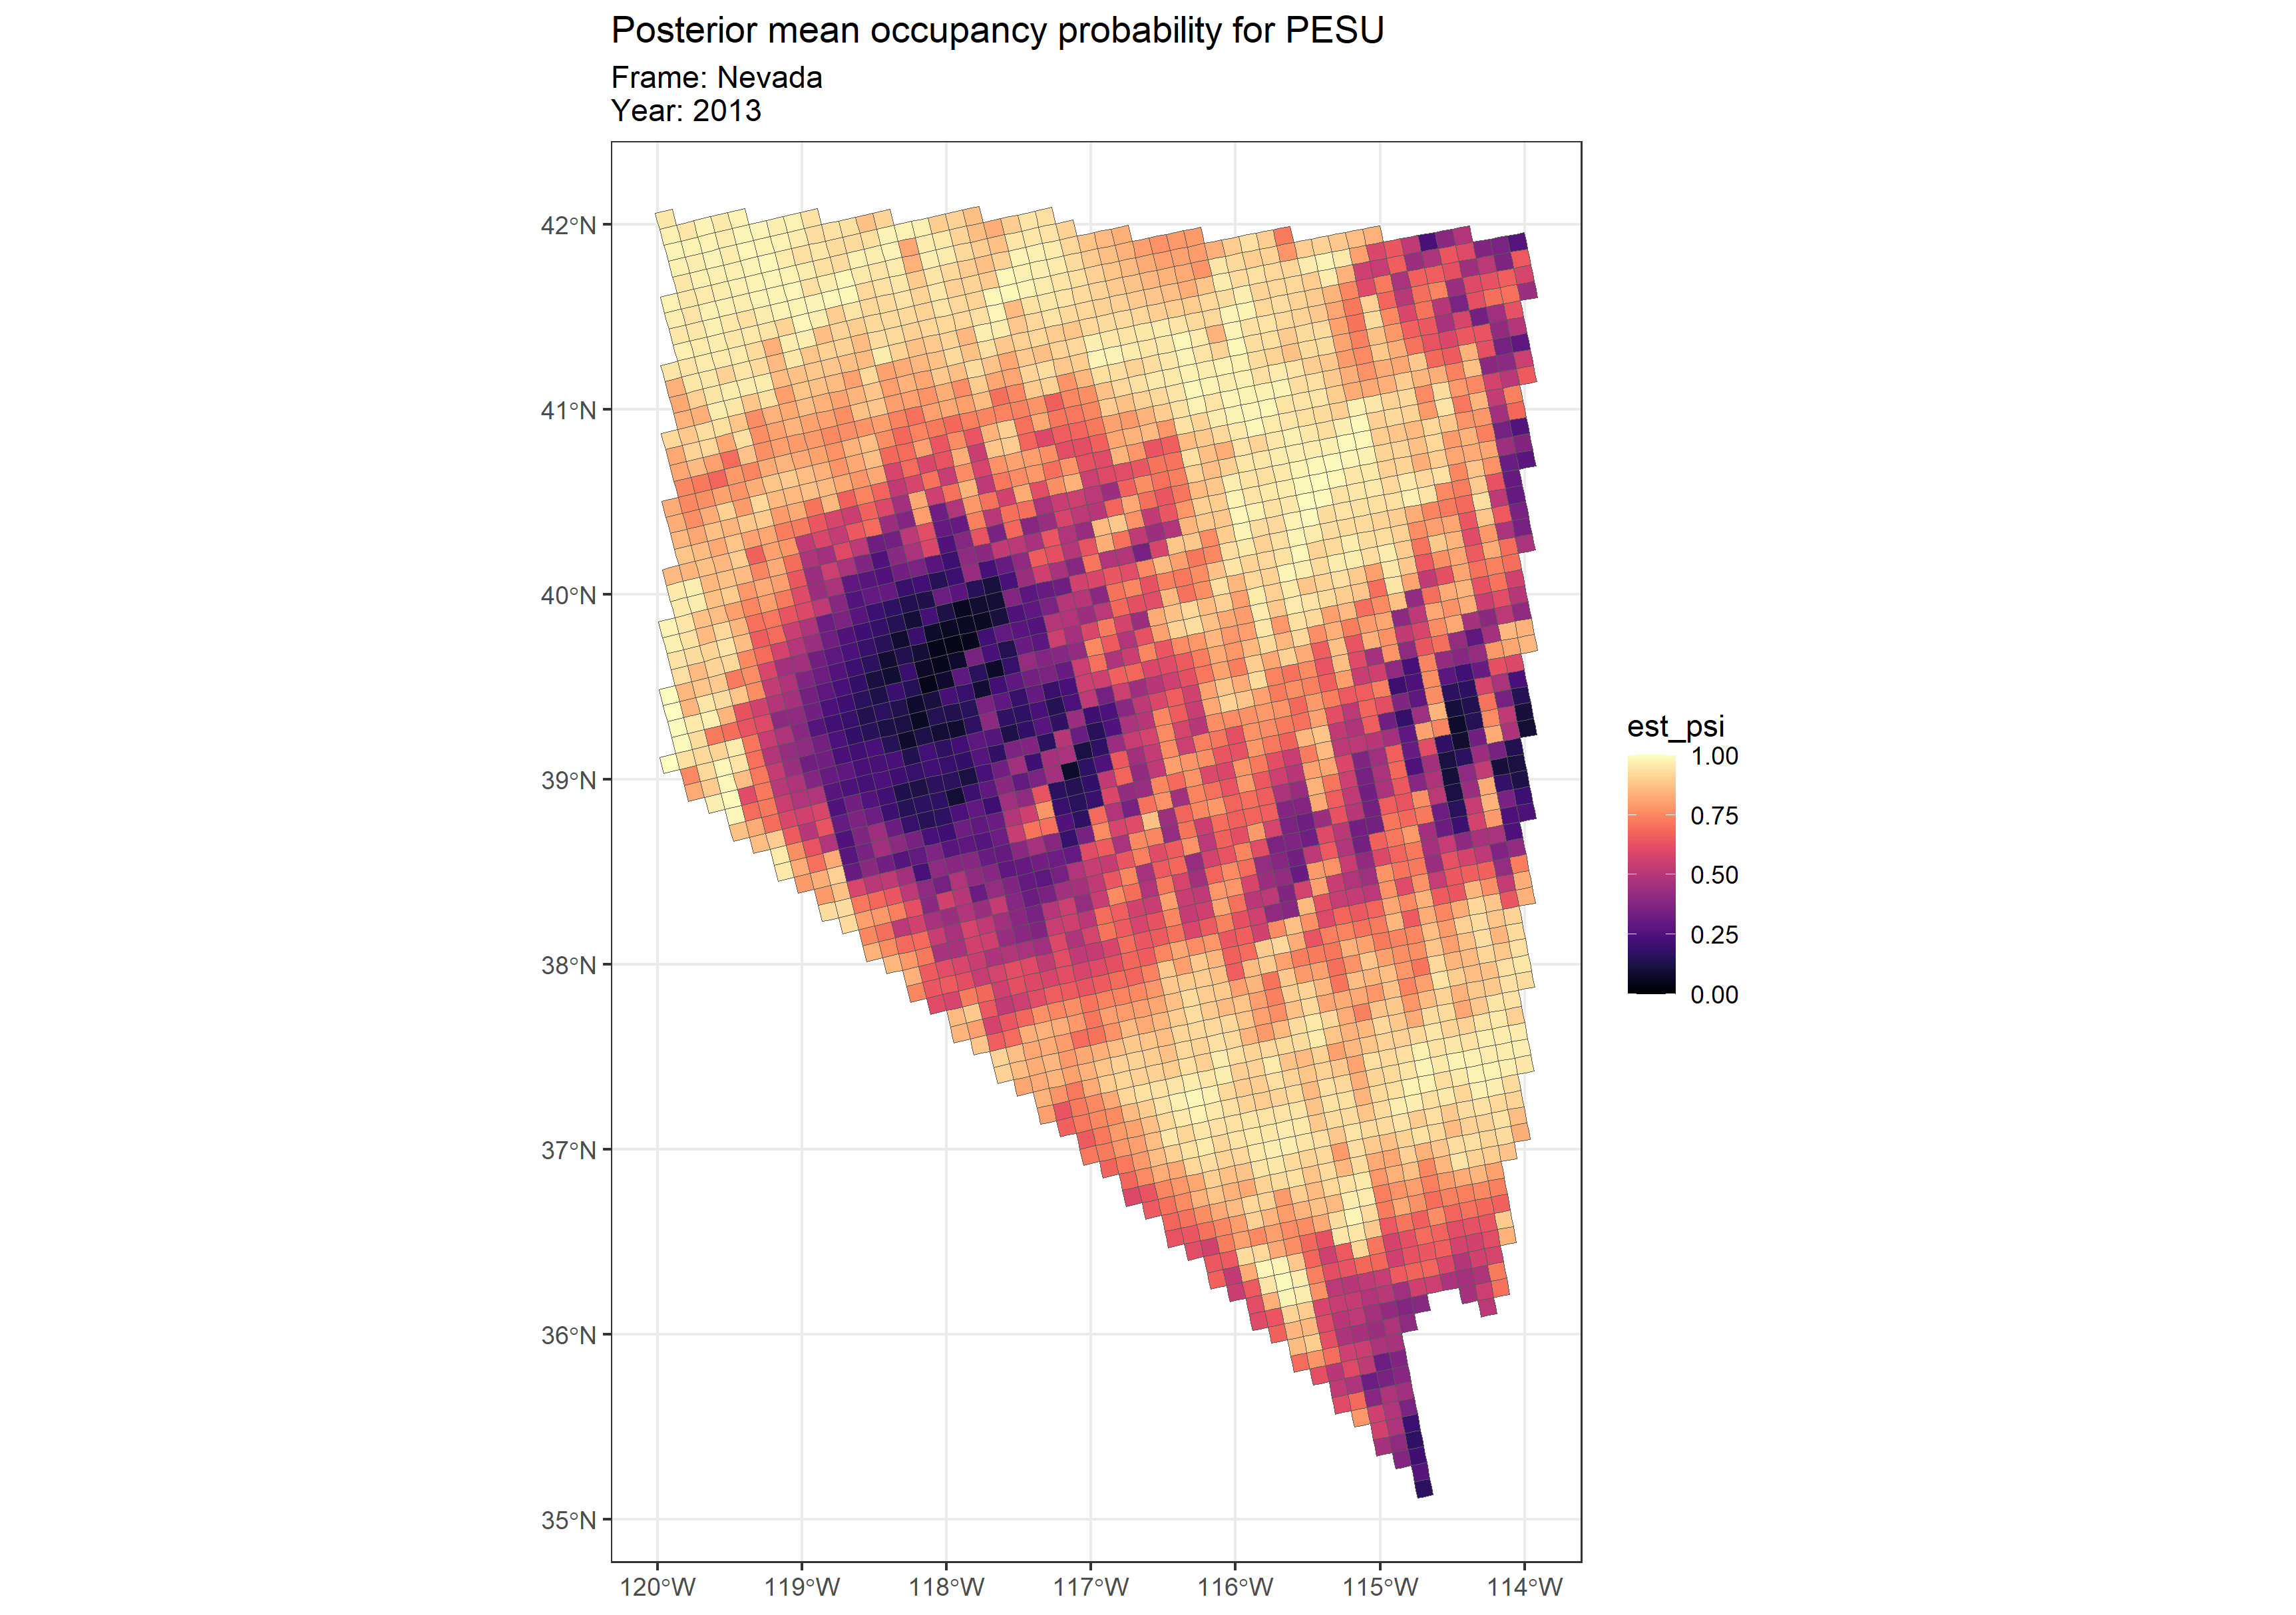 Posterior mean occupancy probability for PESU
Frame: Nevada
Year: 2013
42°N
41°N
40°N
39°N
38°N
37°N
36°N
35°N
120°W 119°W 118°W 117°W 116°W 115°W 114°W
est_psi
1.00
0.75
0.50
0.25
0.00